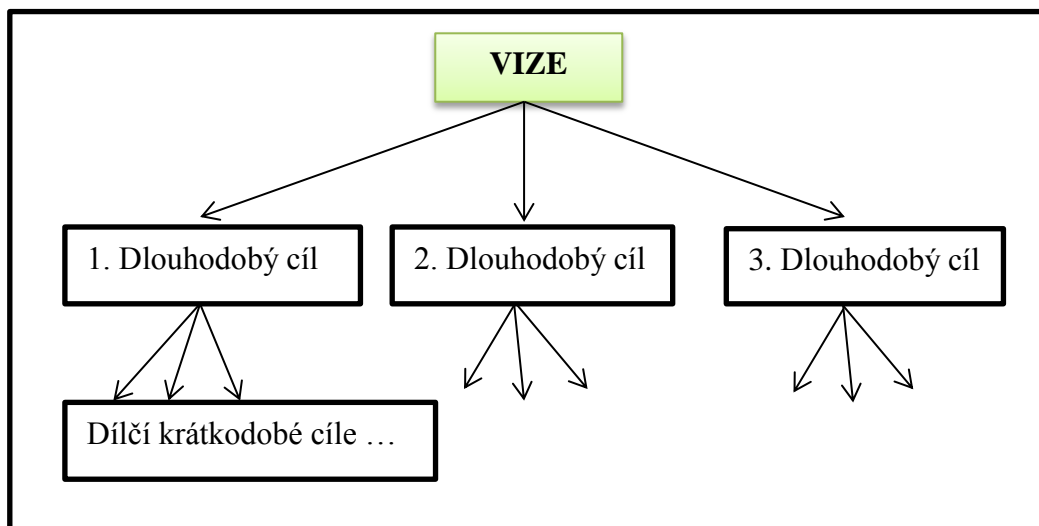 VIZE
1. Dlouhodobý cíl
2. Dlouhodobý cíl
3. Dlouhodobý cíl
Dílčí krátkodobé cíle …